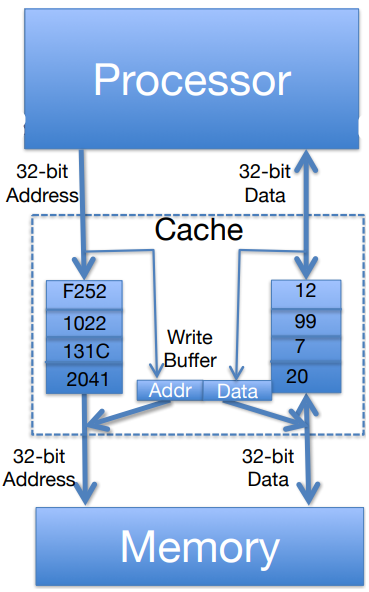 Processor
32-bit
Address
32-bit
Data
Cache
F252
1022
131C
2041
12
99
7
20
Write
Buffer
Addr
Data
32-bit
Address
32-bit
Data
Memory